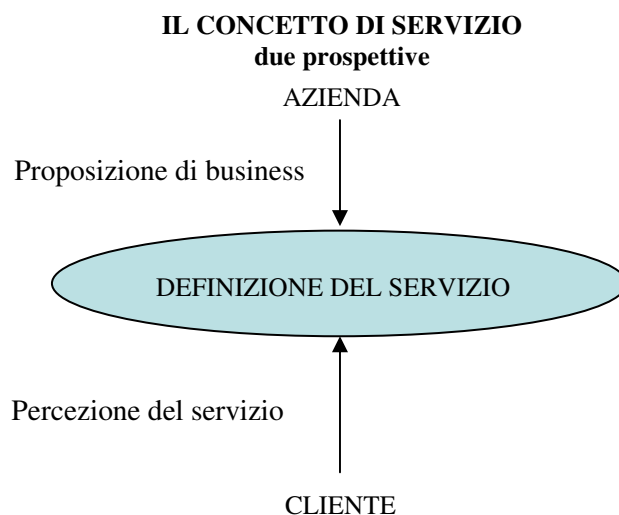 IL CONCETTO DI SERVIZIO
due prospettive
AZIENDA
Proposizione di business
DEFINIZIONE DEL SERVIZIO
Percezione del servizio
CLIENTE